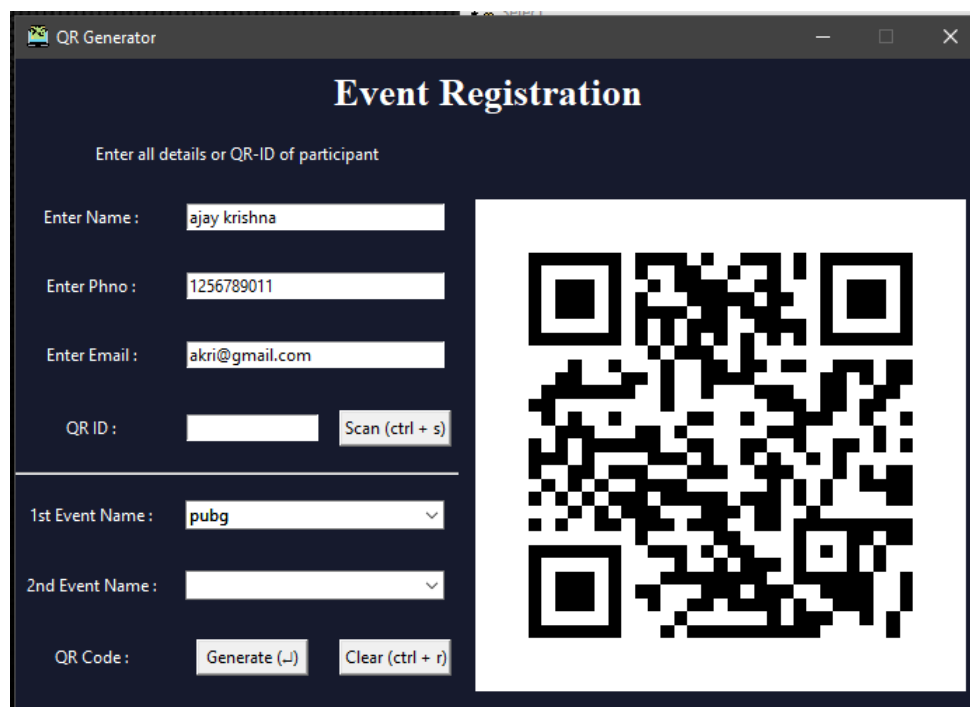 select
QR Generator
Event Registration
Enter all details or QR-ID of participant
Enter Name :
ajay krishna
Enter Phno :
1256789011
Enter Email :
akri@gmail.com
QR ID :
Scan (ctrl + s)
1st Event Name :
pubg
2nd Event Name :
QR Code :
Generate (↵)
Clear (ctrl + r)